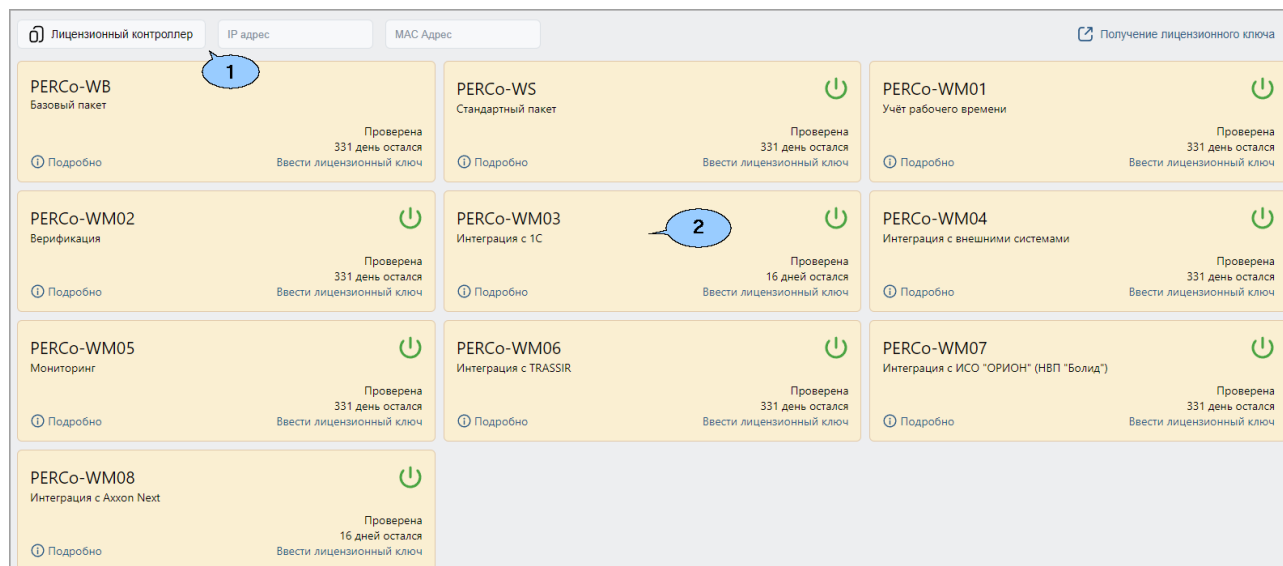 Лицензионный контроллер
IP адрес
MAC Адрес
Получение лицензионного ключа
1
PERCo-WB
Базовый пакет
Проверена
331 день остался
Подробно
Ввести лицензионный ключ
PERCo-WS
Стандартный пакет
Проверена
331 день остался
Подробно
Ввести лицензионный ключ
PERCo-WM01
Учёт рабочего времени
Проверена
331 день остался
Подробно
Ввести лицензионный ключ
PERCo-WM02
Верификация
Проверена
331 день остался
Подробно
Ввести лицензионный ключ
PERCo-WM03
Интеграция с 1С
2
Проверена
16 дней остался
Подробно
Ввести лицензионный ключ
PERCo-WM04
Интеграция с внешними системами
Проверена
331 день остался
Подробно
Ввести лицензионный ключ
PERCo-WM05
Мониторинг
Проверена
331 день остался
Подробно
Ввести лицензионный ключ
PERCo-WM06
Интеграция с TRASSIR
Проверена
331 день остался
Подробно
Ввести лицензионный ключ
PERCo-WM07
Интеграция с ИСО "ОРИОН" (НВП "Болид")
Проверена
331 день остался
Подробно
Ввести лицензионный ключ
PERCo-WM08
Интеграция с Axxon Next
Проверена
16 дней остался
Подробно
Ввести лицензионный ключ